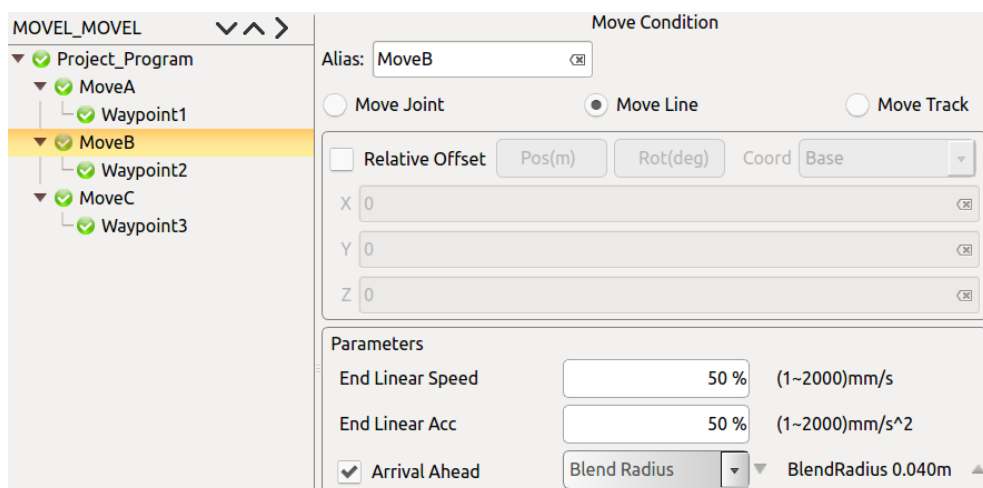 MOVEL_MOVEL
Project_Program
MoveA
Waypoint1
MoveB
Waypoint2
MoveC
Waypoint3
Move Condition
Alias: MoveB
Move Joint Move Line Move Track
Relative Offset Pos(m) Rot(deg) Coord Base
X 0
Y 0
Z 0
Parameters
End Linear Speed 50 % (1~2000)mm/s
End Linear Acc 50 % (1~2000)mm/s^2
Arrival Ahead Blend Radius BlendRadius 0.040m